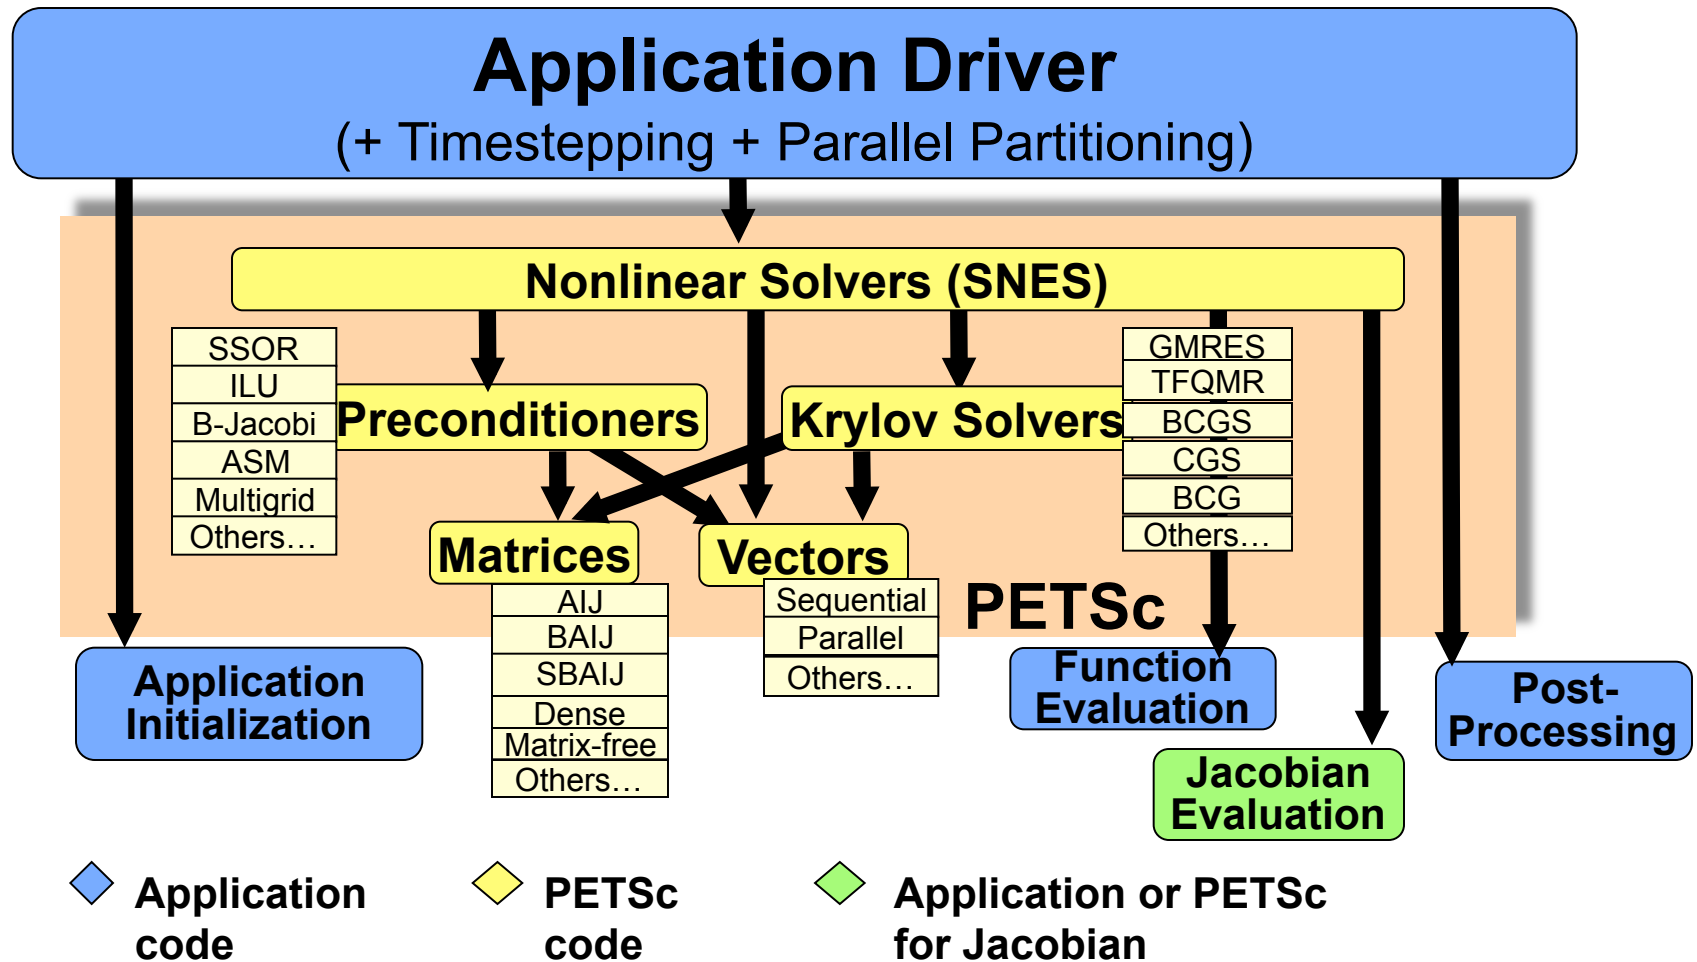 Application Driver
(+ Timestepping + Parallel Partitioning)
Nonlinear Solvers (SNES)
SSOR
ILU
B-Jacobi
ASM
Multigrid
Others…
Preconditioners
Krylov Solvers
GMRES
TFQMR
BCGS
CGS
BCG
Others…
Matrices
AIJ
BAIJ
SBAIJ
Dense
Matrix-free
Others…
Vectors
Sequential
Parallel
Others…
PETSc
Application
Initialization
Function
Evaluation
Post-
Processing
Jacobian
Evaluation
Application
code
PETSc
code
Application or PETSc
for Jacobian